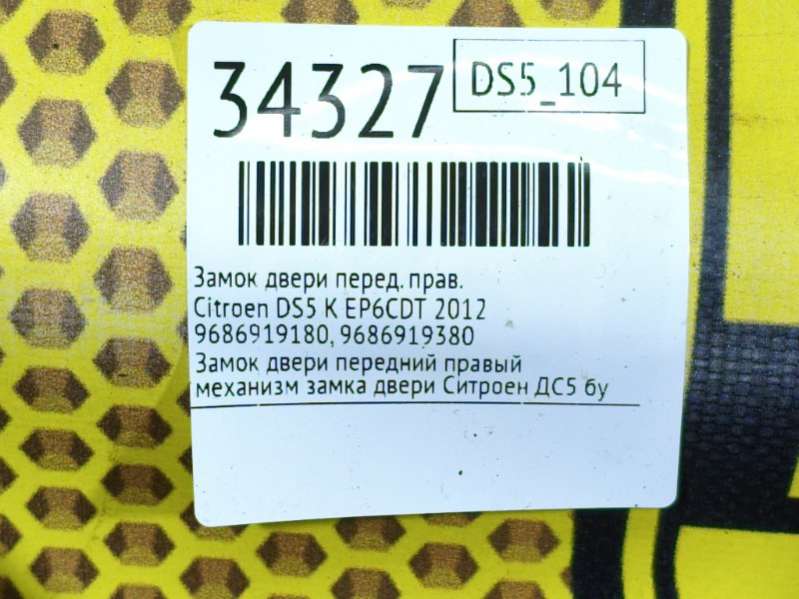 34327
DS5_104
Замок двери перед. прав.
Citroen DS5 K EP6CDT 2012
9686919180, 9686919380
Замок двери передний правый
механизм замка двери Ситроен ДС5 бу